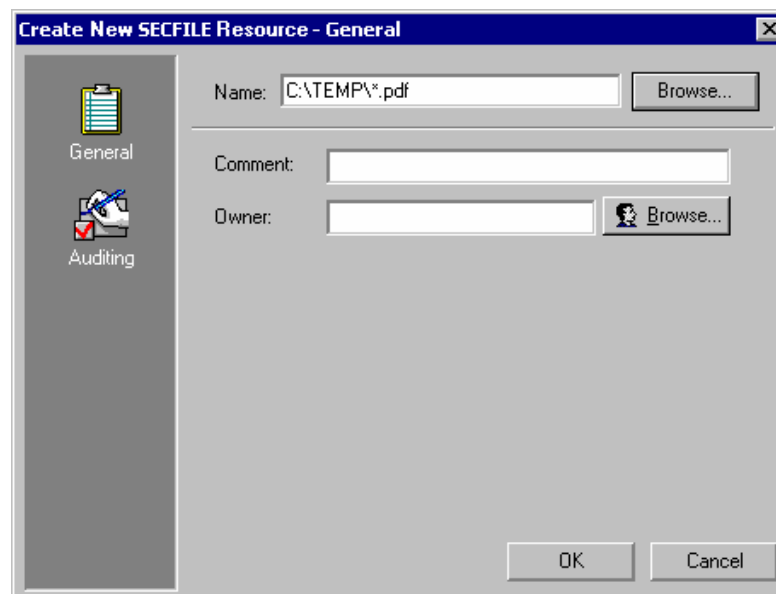 Create New SECFILE Resource - General
General
Auditing
Name: C:\TEMP\*.pdf Browse...
Comment:
Owner: Browse...
OK Cancel